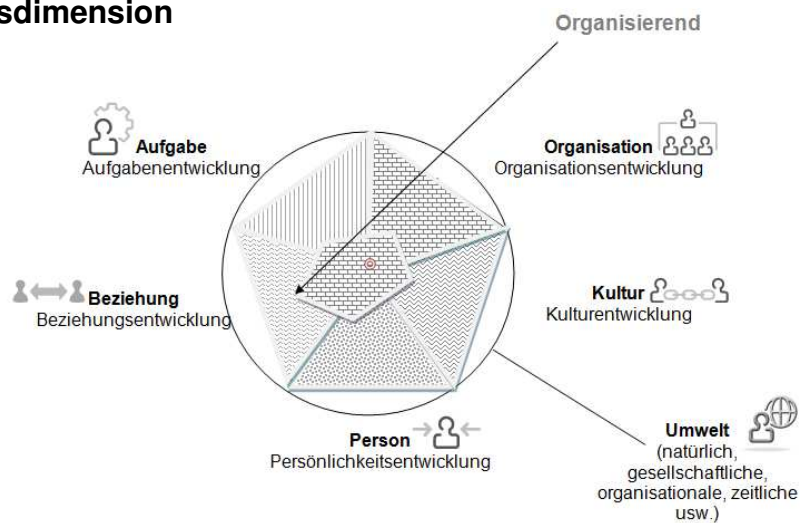 sdimension
Organisierend
Aufgabe
Aufgabenentwicklung
Organisation
Organisationsentwicklung
Beziehung
Beziehungsentwicklung
Kultur
Kulturentwicklung
Person
Persönlichkeitsentwicklung
Umwelt
(natürlich,
gesellschaftliche,
organisationale, zeitliche
usw.)